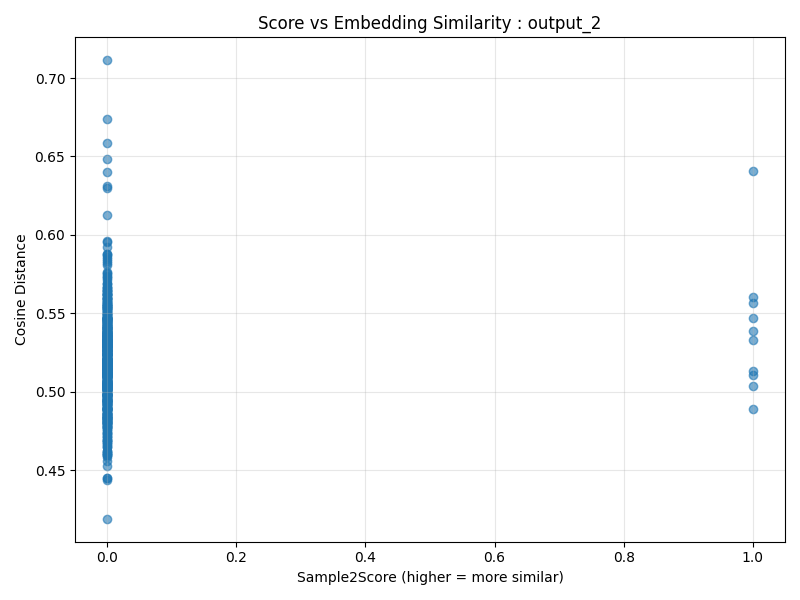 Score vs Embedding Similarity : output_2
Cosine Distance
0.70
0.65
0.60
0.55
0.50
0.45
0.0 0.2 0.4 0.6 0.8 1.0
Sample2Score (higher = more similar)